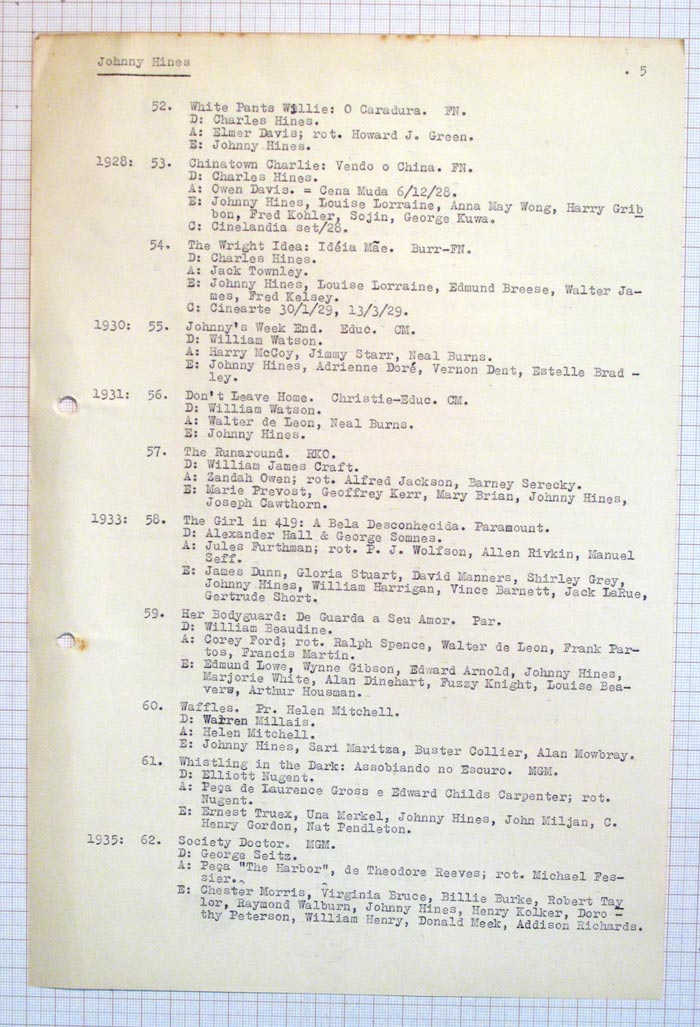 Johnny Hines
. 5
52. White Pants Willie: O Caradura. FN.
D: Charles Hines.
A: Elmer Davis; rot. Howard J. Green.
E: Johnny Hines.
1928: 53. Chinatown Charlie: Vendo o China. FN.
D: Charles Hines.
A: Owen Davis. = Cena Muda 6/12/28.
E: Johnny Hines, Louise Lorraine, Anna May Wong, Harry Grib
bon, Fred Kohler, Sojin, George Kuwa.
C: Cinelandia set/28.
54. The Wright Idea: Idéia Mãe. Burr-FN.
D: Charles Hines.
A: Jack Townley.
E: Johnny Hines, Louise Lorraine, Edmund Breese, Walter Ja-
mes, Fred Kelsey.
C: Cinearte 30/1/29, 13/3/29.
1930: 55. Johnny's Week End. Educ. CM.
D: William Watson.
A: Harry McCoy, Jimmy Starr, Neal Burns.
E: Johnny Hines, Adrienne Doré, Vernon Dent, Estelle Brad -
ley.
1931: 56. Don't Leave Home. Christie-Educ. CM.
D: William Watson.
A: Walter de Leon, Neal Burns.
E: Johnny Hines.
57. The Runaround. RKO.
D: William James Craft.
A: Zandah Owen; rot. Alfred Jackson, Barney Serecky.
E: Marie Prevost, Geoffrey Kerr, Mary Brian, Johnny Hines,
Joseph Cawthorn.
1933: 58. The Girl in 419: A Bela Desconhecida. Paramount.
D: Alexander Hall & George Somnes.
A: Jules Furthman; rot. P. J. Wolfson, Allen Rivkin, Manuel
Seff.
E: James Dunn, Gloria Stuart, David Manners, Shirley Grey,
Johnny Hines, William Harrigan, Vince Barnett, Jack LaRue,
Gertrude Short.
59. Her Bodyguard: De Guarda a Seu Amor. Par.
D: William Beaudine.
A: Corey Ford; rot. Ralph Spence, Walter de Leon, Frank Par-
tos, Francis Martin.
E: Edmund Lowe, Wynne Gibson, Edward Arnold, Johnny Hines,
Marjorie White, Alan Dinehart, Fuzzy Knight, Louise Bea-
vers, Arthur Housman.
60. Waffles. Pr. Helen Mitchell.
D: Warren Millais.
A: Helen Mitchell.
E: Johnny Hines, Sari Maritza, Buster Collier, Alan Mowbray.
61. Whistling in the Dark: Assobiando no Escuro. MGM.
D: Elliott Nugent.
A: Peça de Laurence Gross e Edward Childs Carpenter; rot.
Nugent.
E: Ernest Truex, Una Merkel, Johnny Hines, John Miljan, C.
Henry Gordon, Nat Pendleton.
1935: 62. Society Doctor. MGM.
D: George Seitz.
A: Peça "The Harbor", de Theodore Reeves; rot. Michael Fes-
sier.
E: Chester Morris, Virginia Bruce, Billie Burke, Robert Tay
lor, Raymond Walburn, Johnny Hines, Henry Kolker, Doro -
thy Peterson, William Henry, Donald Meek, Addison Richards.